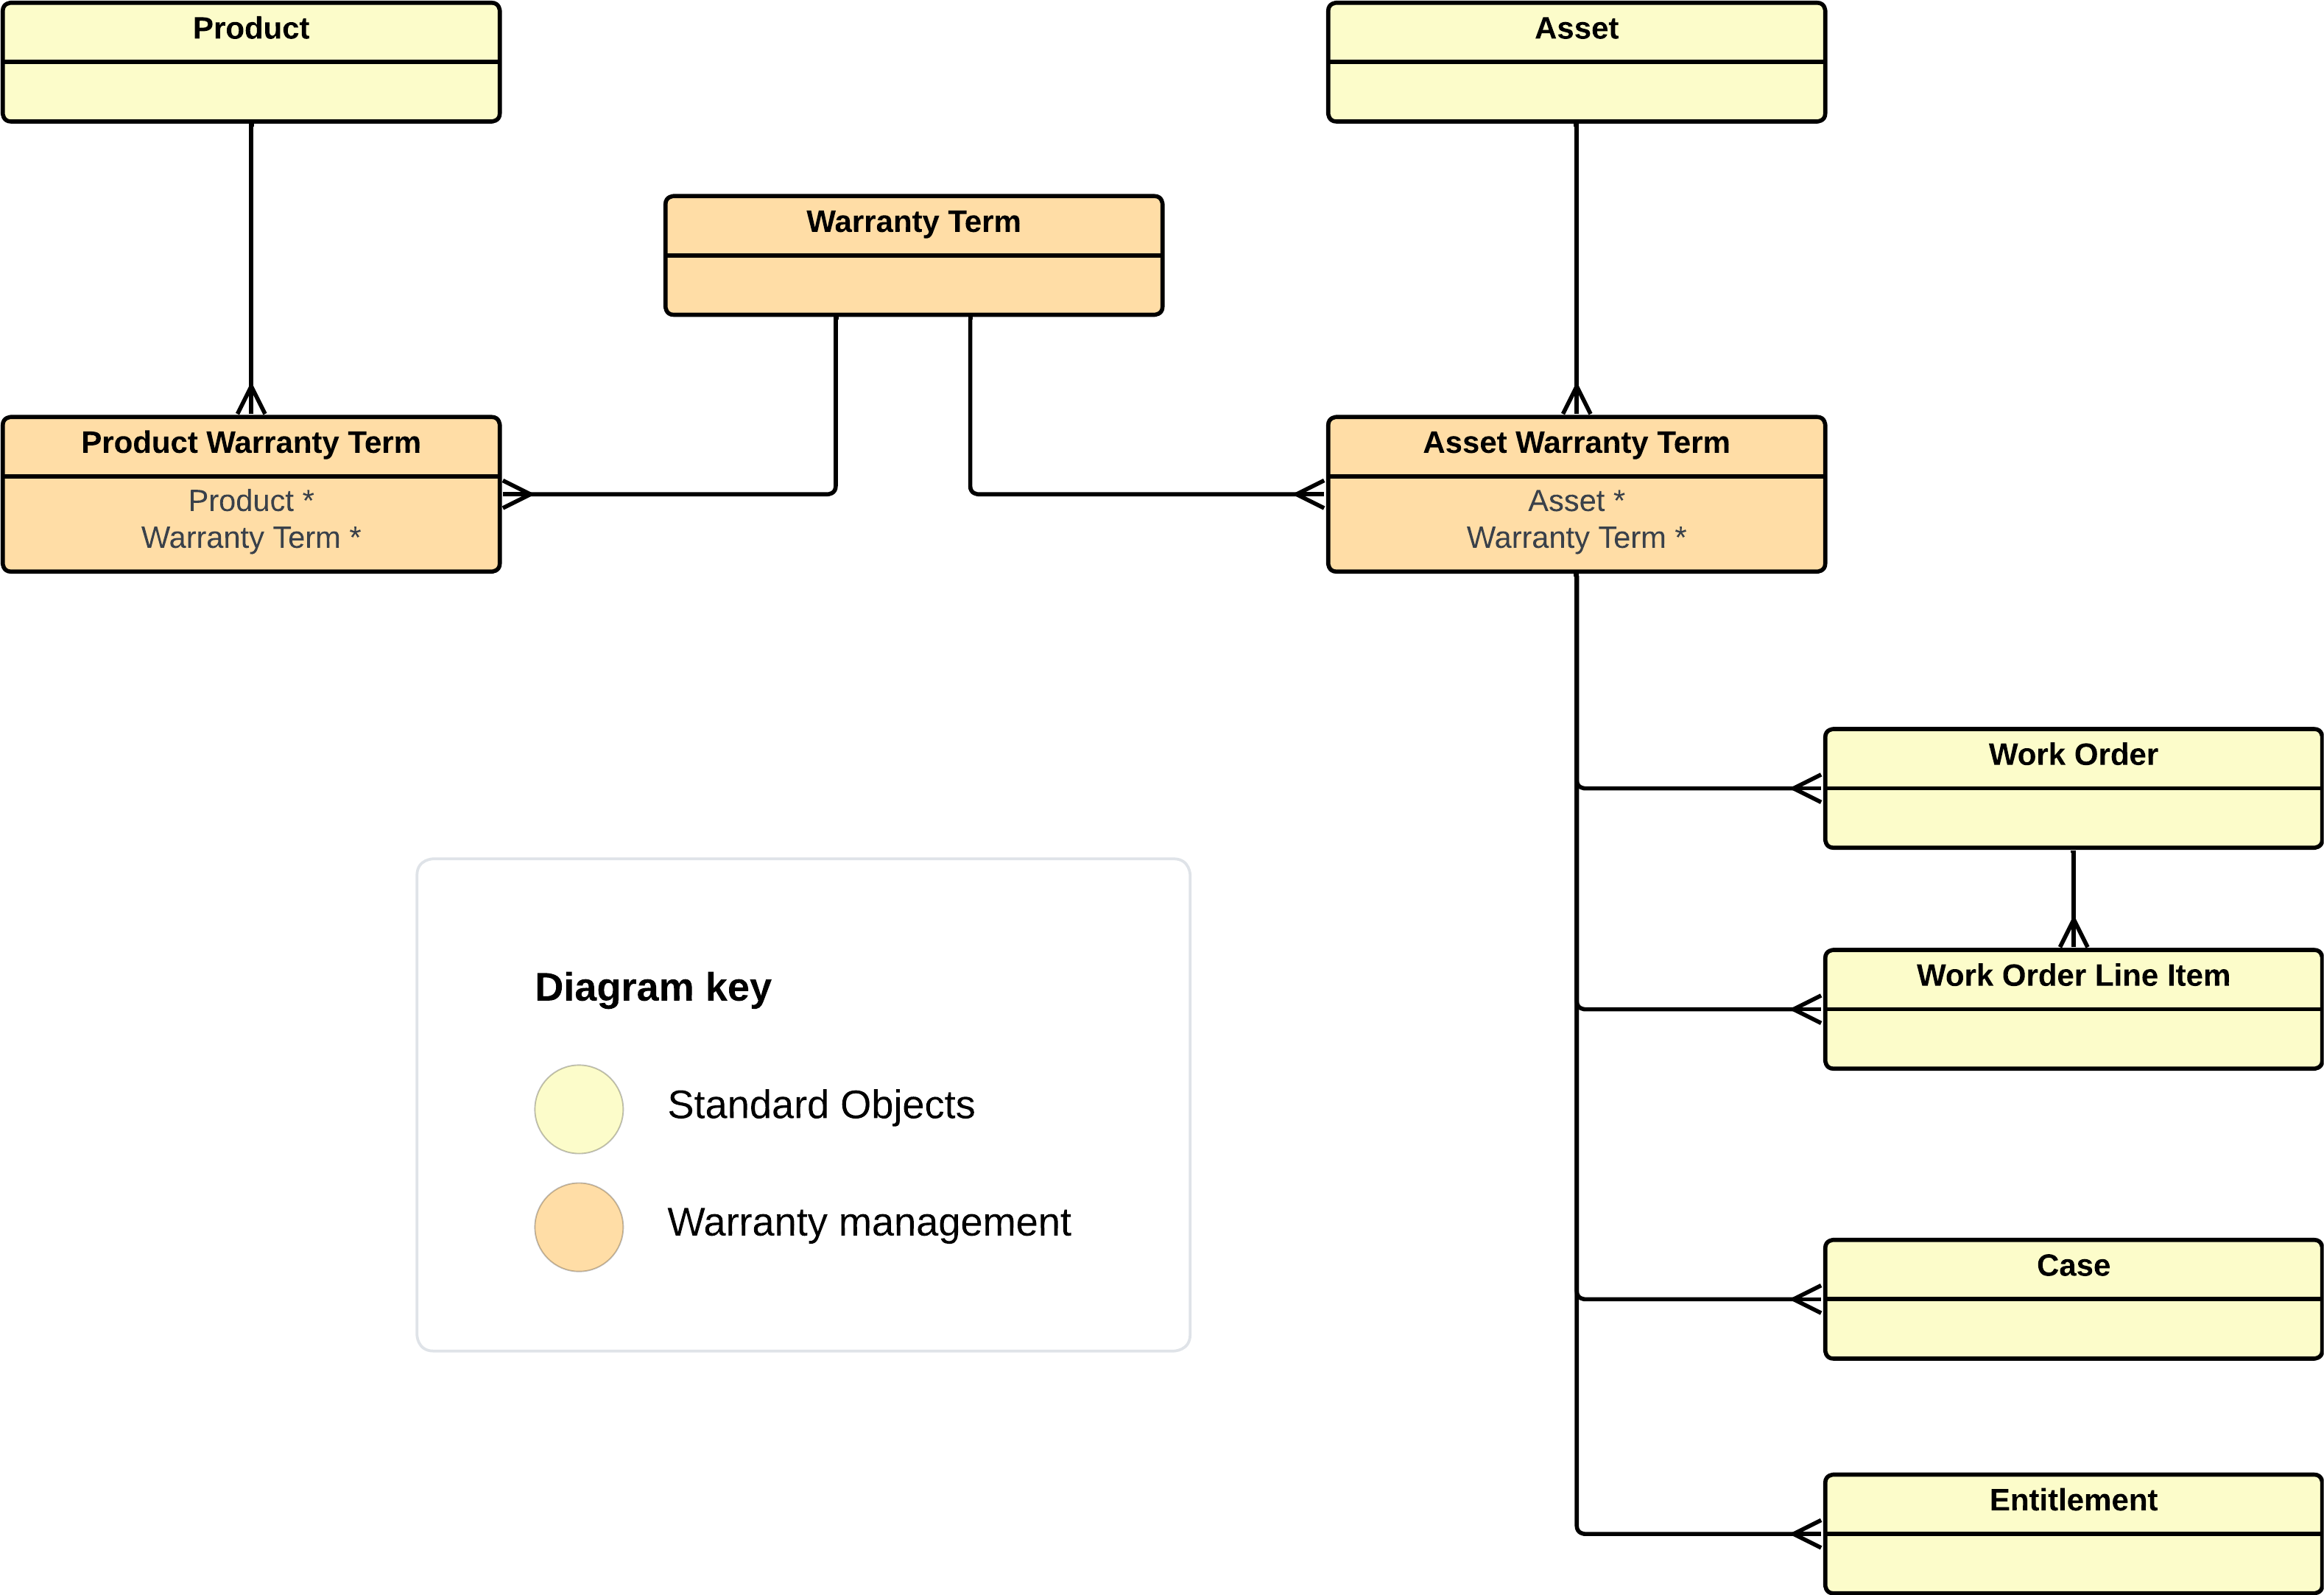 Product
Asset
Warranty Term
Product Warranty Term
Product *
Warranty Term *
Asset Warranty Term
Asset *
Warranty Term *
Work Order
Work Order Line Item
Diagram key
Standard Objects
Warranty management
Case
Entitlement